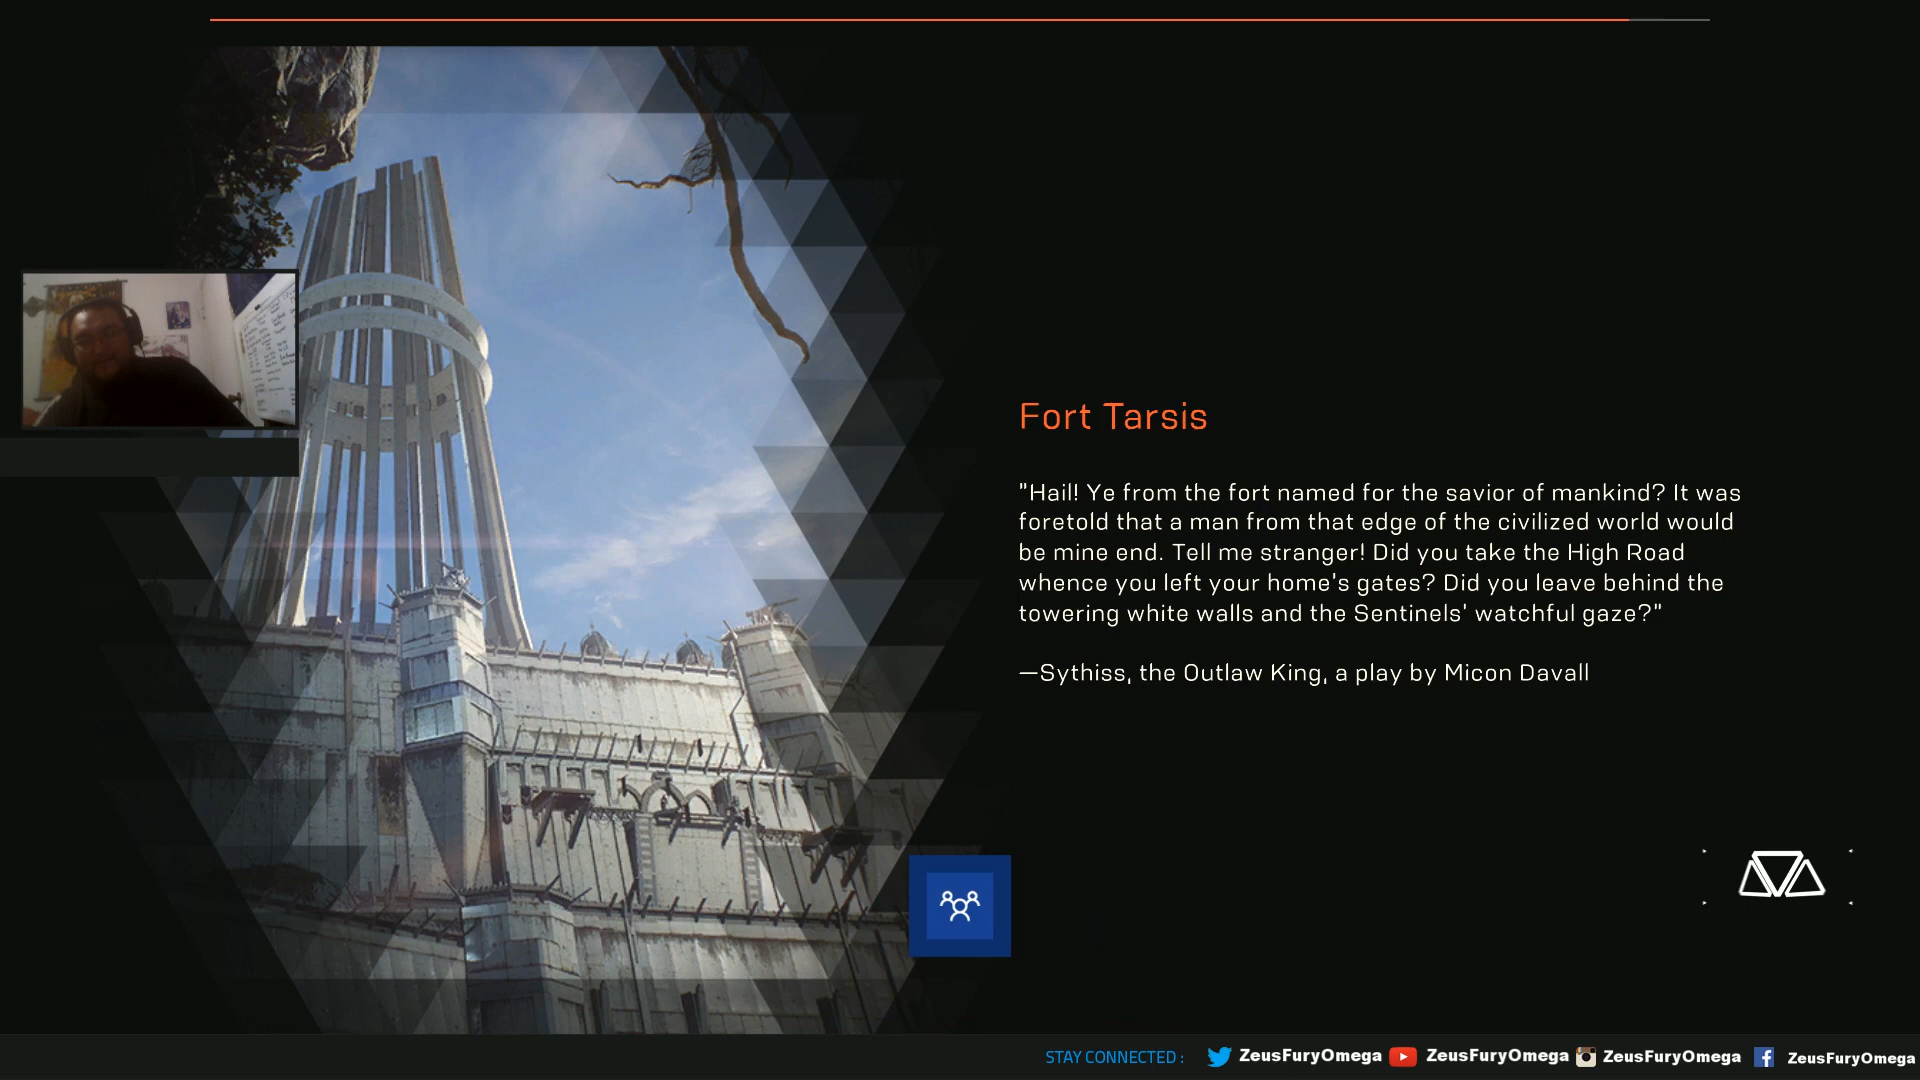 Fort Tarsis
"Hail! Ye from the fort named for the savior of mankind? It was
foretold that a man from that edge of the civilized world would
be mine end. Tell me stranger! Did you take the High Road
whence you left your home's gates? Did you leave behind the
towering white walls and the Sentinels' watchful gaze?"
—Sythiss, the Outlaw King, a play by Micon Davall
STAY CONNECTED : ZeusFuryOmega ZeusFuryOmega ZeusFuryOmega ZeusFuryOmega